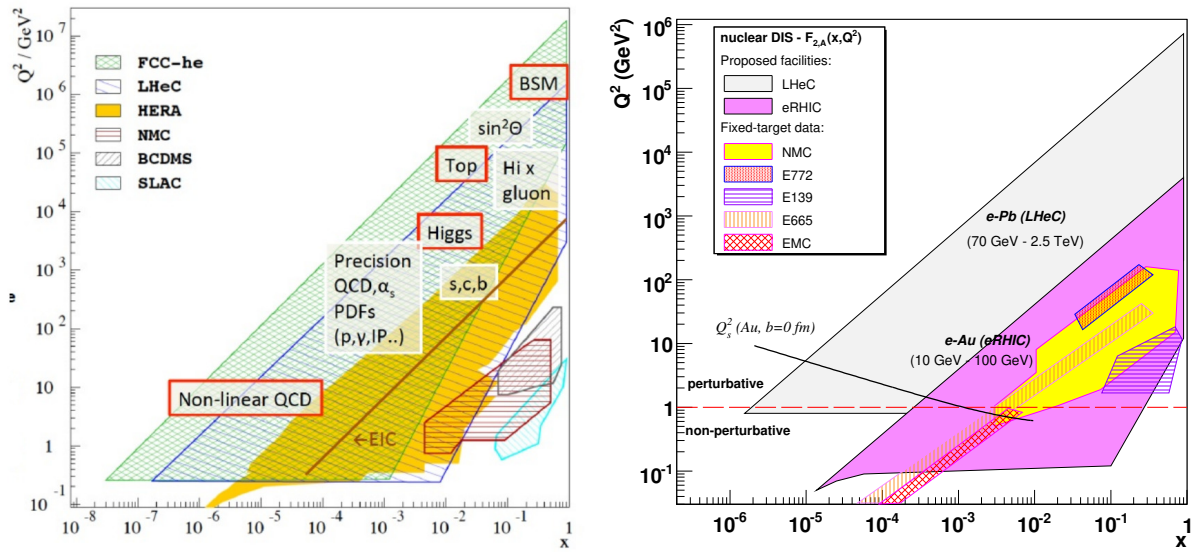 Q² / GeV²
10⁷
10⁶
10⁵
10⁴
10³
10²
10
1
10⁻¹
FCC-he
LHeC
HERA
NMC
BCDMS
SLAC
BSM
sin²Θ
Top
Hi x
gluon
Higgs
Precision
QCD,αₛ
PDFs
(p,γ,IP..)
s,c,b
Non-linear QCD
←EIC
10⁻⁸ 10⁻⁷ 10⁻⁶ 10⁻⁵ 10⁻⁴ 10⁻³ 10⁻² 10⁻¹ 1
x
Q² (GeV²)
10⁶
10⁵
10⁴
10³
10²
10
1
10⁻¹
nuclear DIS - F₂,A(x,Q²)
Proposed facilities:
LHeC
eRHIC
Fixed-target data:
NMC
E772
E139
E665
EMC
e-Pb (LHeC)
(70 GeV - 2.5 TeV)
Qₛ² (Au, b=0 fm)
e-Au (eRHIC)
(10 GeV - 100 GeV)
perturbative
non-perturbative
10⁻⁶ 10⁻⁵ 10⁻⁴ 10⁻³ 10⁻² 10⁻¹ 1
x